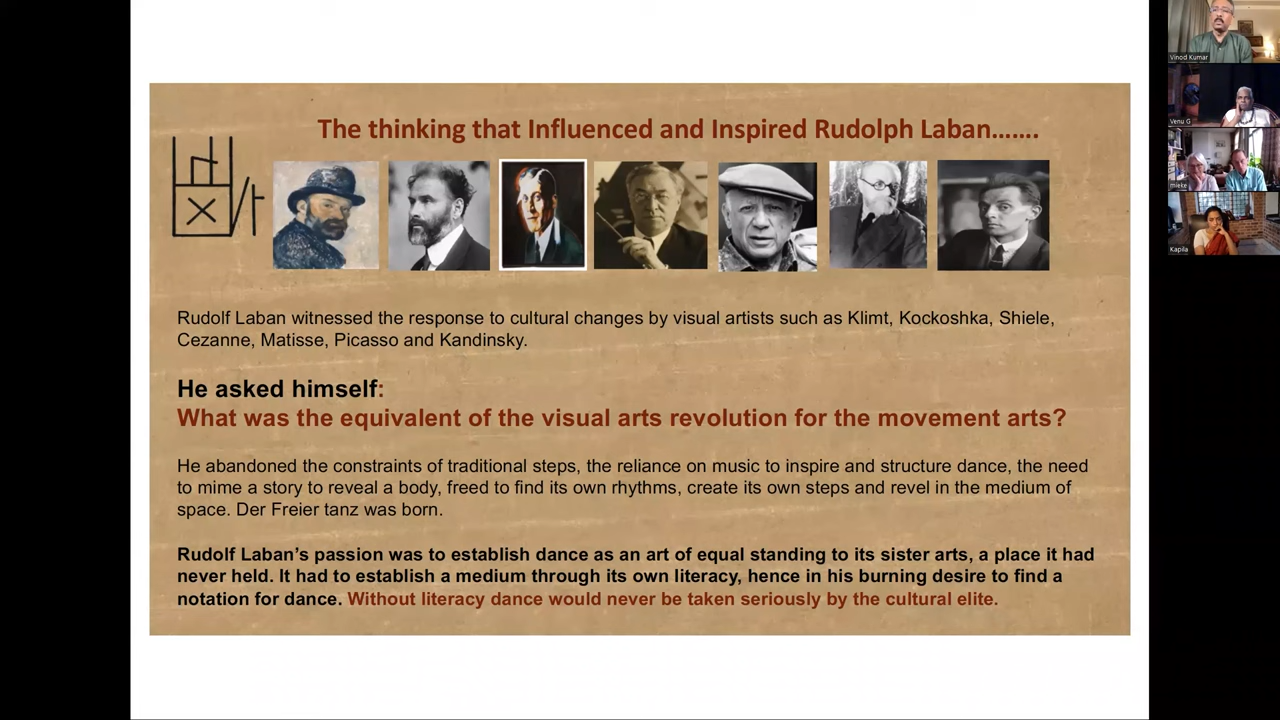 The thinking that Influenced and Inspired Rudolph Laban…….
Rudolf Laban witnessed the response to cultural changes by visual artists such as Klimt, Kockoshka, Shiele,
Cezanne, Matisse, Picasso and Kandinsky.
He asked himself:
What was the equivalent of the visual arts revolution for the movement arts?
He abandoned the constraints of traditional steps, the reliance on music to inspire and structure dance, the need
to mime a story to reveal a body, freed to find its own rhythms, create its own steps and revel in the medium of
space. Der Freier tanz was born.
Rudolf Laban’s passion was to establish dance as an art of equal standing to its sister arts, a place it had
never held. It had to establish a medium through its own literacy, hence in his burning desire to find a
notation for dance. Without literacy dance would never be taken seriously by the cultural elite.
Vinod Kumar
Venu G
mieke
Kapila